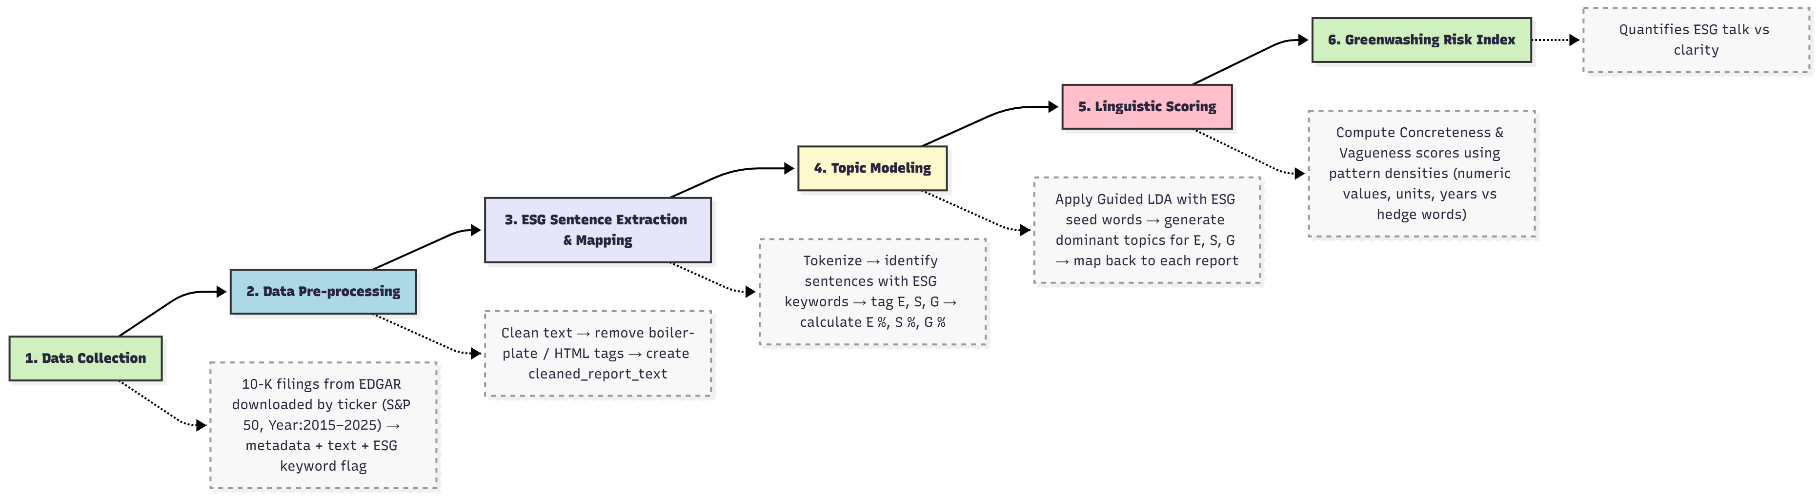 1. Data Collection
10-K filings from EDGAR
downloaded by ticker (S&P
50, Year:2015–2025) →
metadata + text + ESG
keyword flag
2. Data Pre-processing
Clean text → remove boiler-
plate / HTML tags → create
cleaned_report_text
3. ESG Sentence Extraction
& Mapping
Tokenize → identify
sentences with ESG
keywords → tag E, S, G →
calculate E %, S %, G %
4. Topic Modeling
Apply Guided LDA with ESG
seed words → generate
dominant topics for E, S, G
→ map back to each report
5. Linguistic Scoring
Compute Concreteness &
Vagueness scores using
pattern densities (numeric
values, units, years vs
hedge words)
6. Greenwashing Risk Index
Quantifies ESG talk vs
clarity